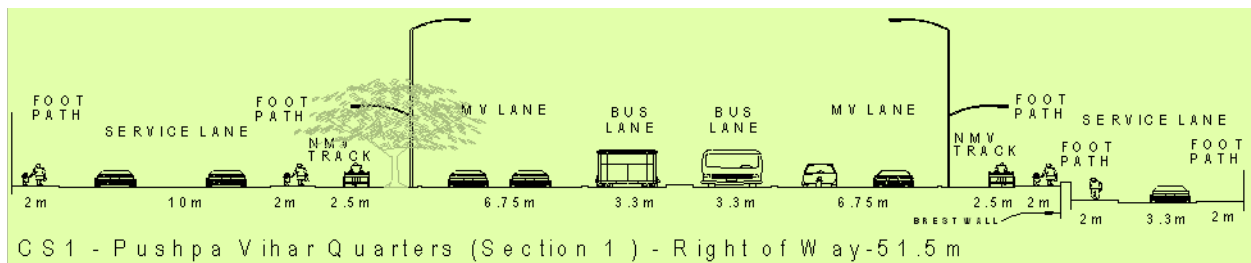 FOOT PATH
SERVICE LANE
FOOT PATH
NMV TRACK
MV LANE
BUS LANE
BUS LANE
MV LANE
NMV TRACK
FOOT PATH
SERVICE LANE
FOOT PATH
FOOT PATH
2m 10m 2m 2.5m 6.75m 3.3m 3.3m 6.75m 2.5m 2m 2m 3.3m 2m
BREST WALL
CS1 - Pushpa Vihar Quarters (Section 1 ) - Right of Way-51.5m